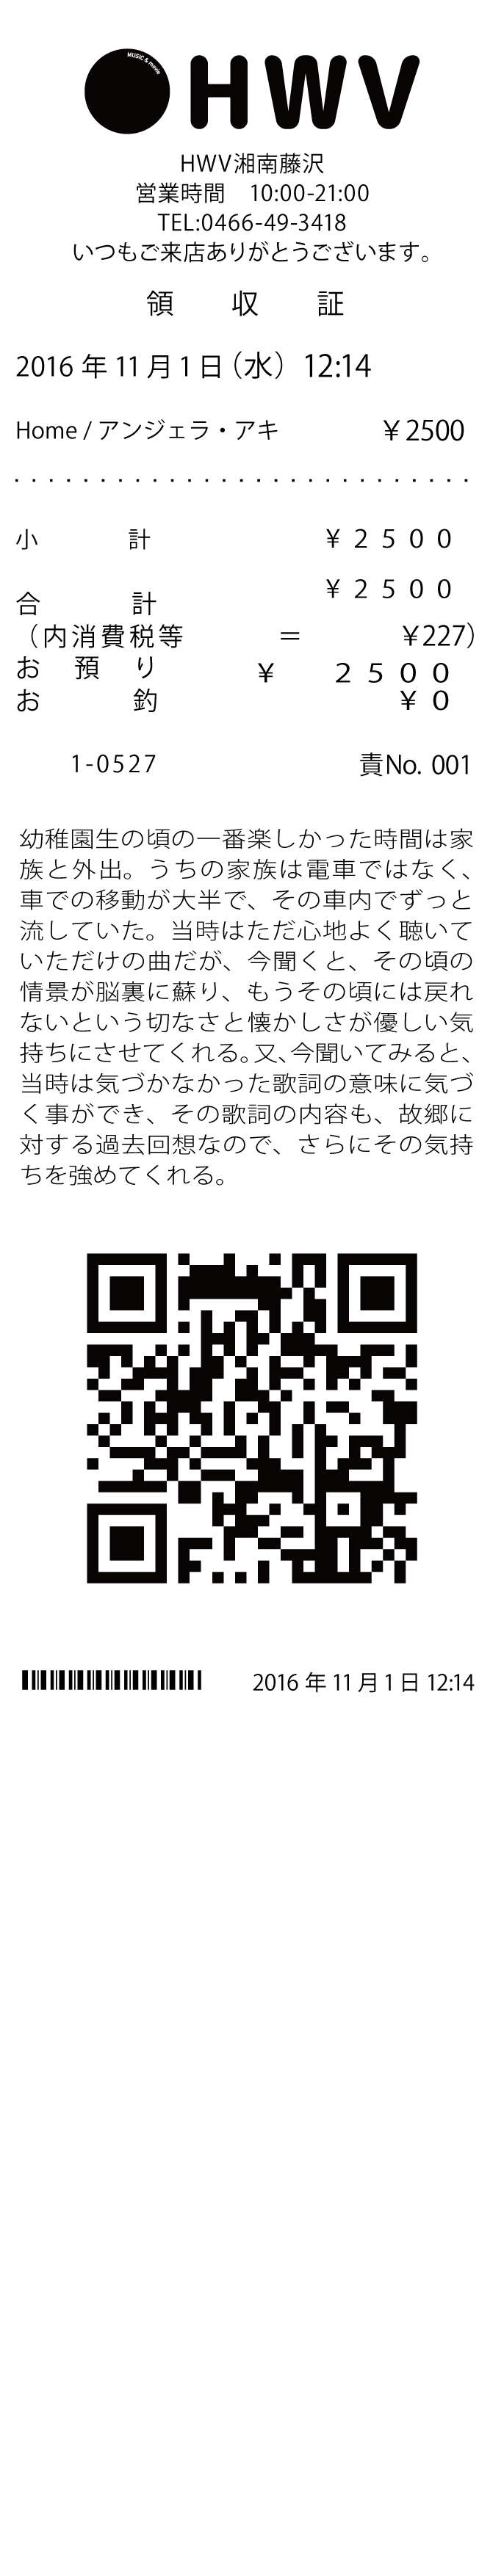 MUSIC & movie
HWV
HWV湘南藤沢
営業時間　10:00-21:00
TEL:0466-49-3418
いつもご来店ありがとうございます。
領　収　証
2016 年 11 月 1 日（水） 12:14
Home / アンジェラ・アキ　¥2500
小　計　¥2500
合　計　¥2500
（内消費税等　＝　¥227）
お　預　り　¥　2500
お　釣　¥0
1-0527　責No. 001
幼稚園生の頃の一番楽しかった時間は家
族と外出。うちの家族は電車ではなく、
車での移動が大半で、その車内でずっと
流していた。当時はただ心地よく聴いて
いただけの曲だが、今聞くと、その頃の
情景が脳裏に蘇り、もうその頃には戻れ
ないという切なさと懐かしさが優しい気
持ちにさせてくれる。又、今聞いてみると、
当時は気づかなかった歌詞の意味に気づ
く事ができ、その歌詞の内容も、故郷に
対する過去回想なので、さらにその気持
ちを強めてくれる。
2016 年 11 月 1 日 12:14